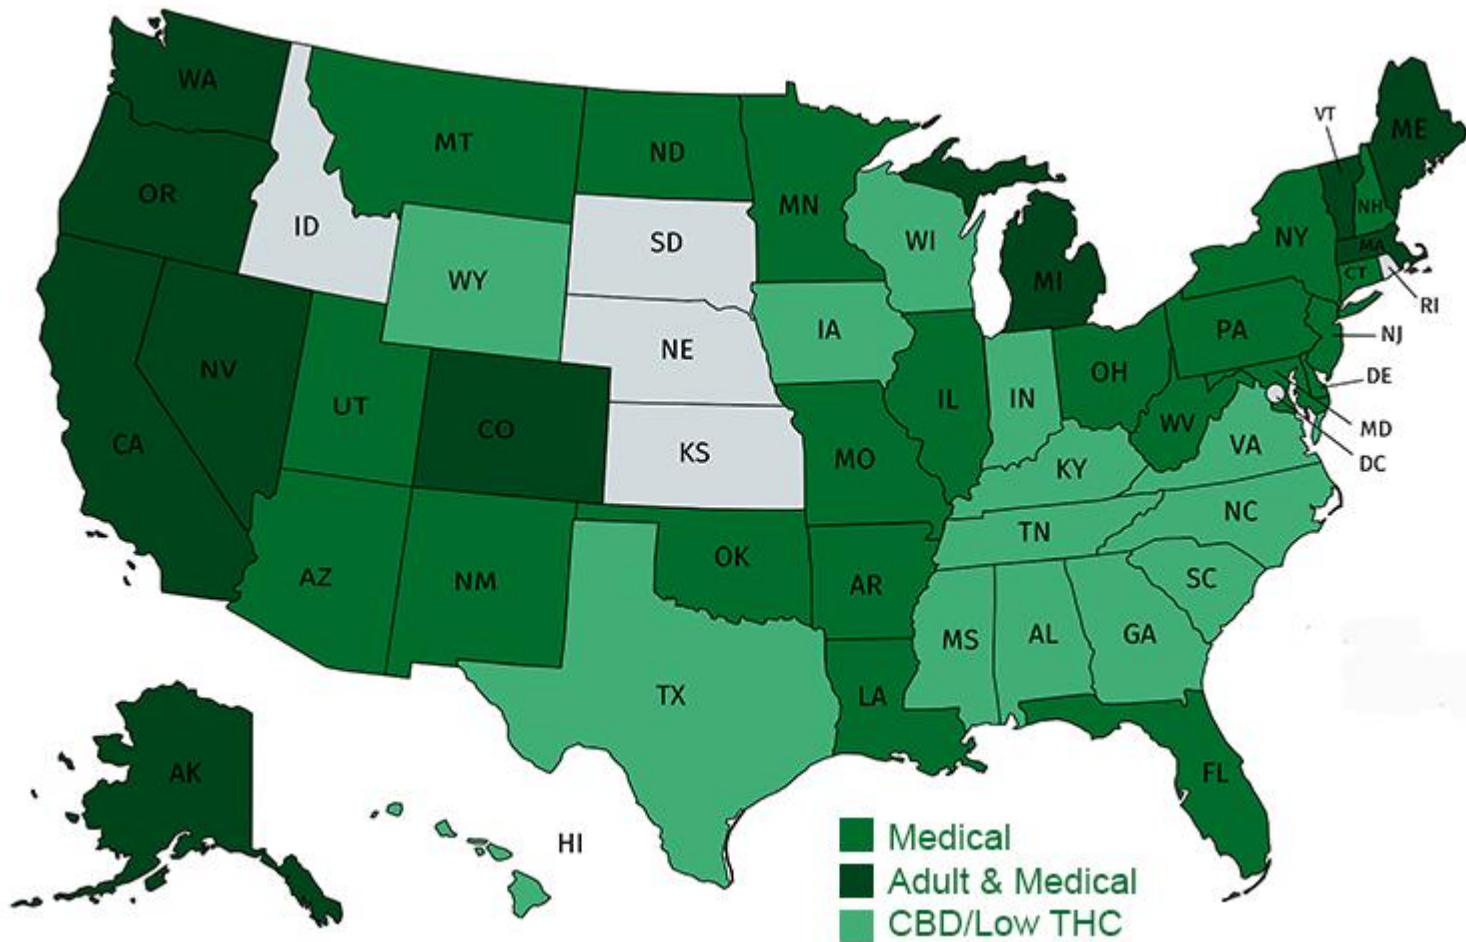 WA
MT
ND
MN
VT
ME
OR
ID
SD
WI
NH
NY
MA
WY
MI
CT
RI
IA
NE
PA
NJ
NV
UT
OH
DE
CO
IL
IN
WV
MD
CA
KS
MO
VA
DC
KY
NC
TN
OK
AZ
NM
AR
SC
MS
AL
GA
TX
LA
AK
FL
HI
Medical
Adult & Medical
CBD/Low THC